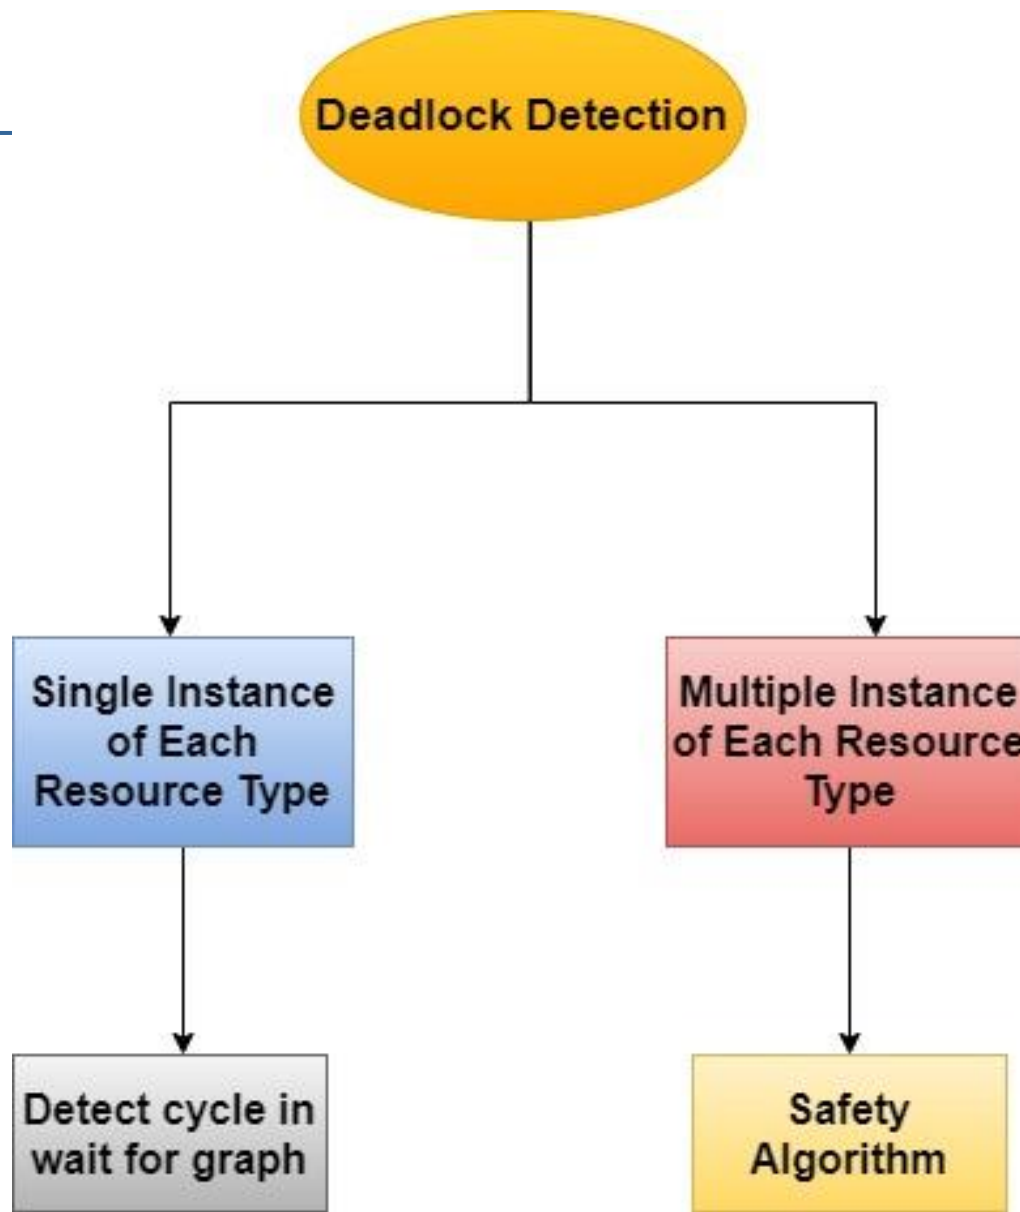 Deadlock Detection
Single Instance
of Each
Resource Type
Multiple Instance
of Each Resource
Type
Detect cycle in
wait for graph
Safety
Algorithm